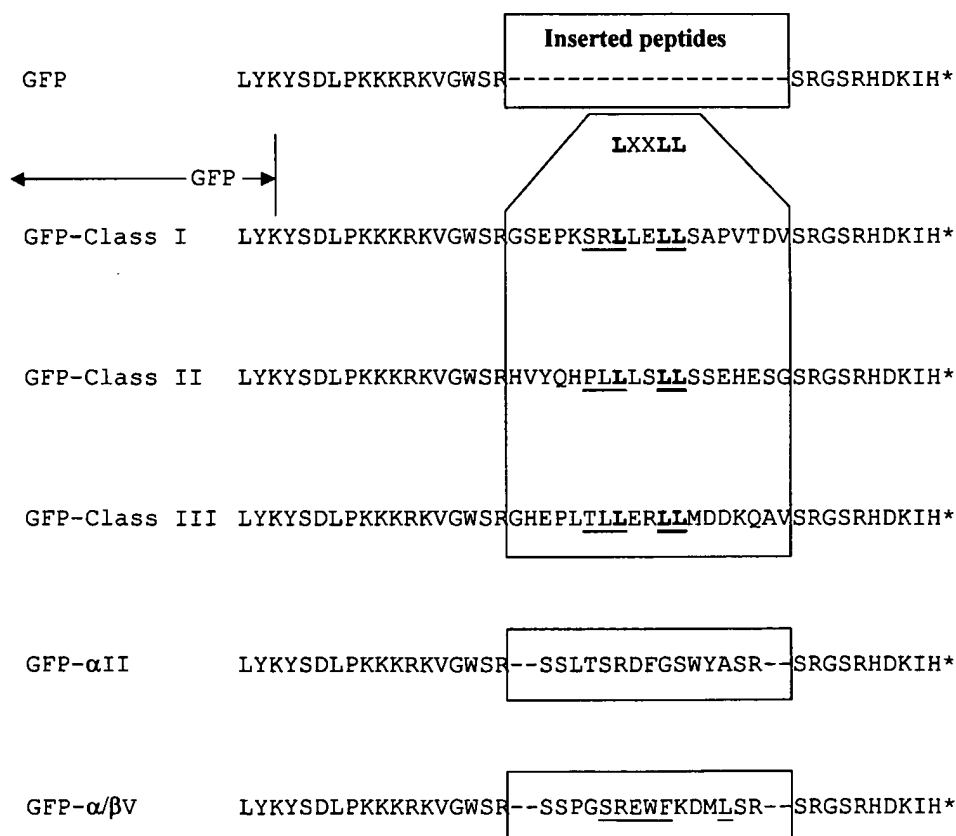 Inserted peptides
GFP LYKYSDLPKKKRKVGWSR--------------------SRGSRHDKIH*
LXXLL
GFP
GFP-Class I LYKYSDLPKKKRKVGWSRGSEPKSRLLELLSAPVTDVSRGSRHDKIH*
GFP-Class II LYKYSDLPKKKRKVGWSRHVYQHPLLLSLLSSEHESGSRGSRHDKIH*
GFP-Class III LYKYSDLPKKKRKVGWSRGHEPLTLLERLLMDDKQAVSRGSRHDKIH*
GFP-αII LYKYSDLPKKKRKVGWSR--SSLTSRDFGSWYASR--SRGSRHDKIH*
GFP-α/βV LYKYSDLPKKKRKVGWSR--SSPGSREWFKDMLSR--SRGSRHDKIH*